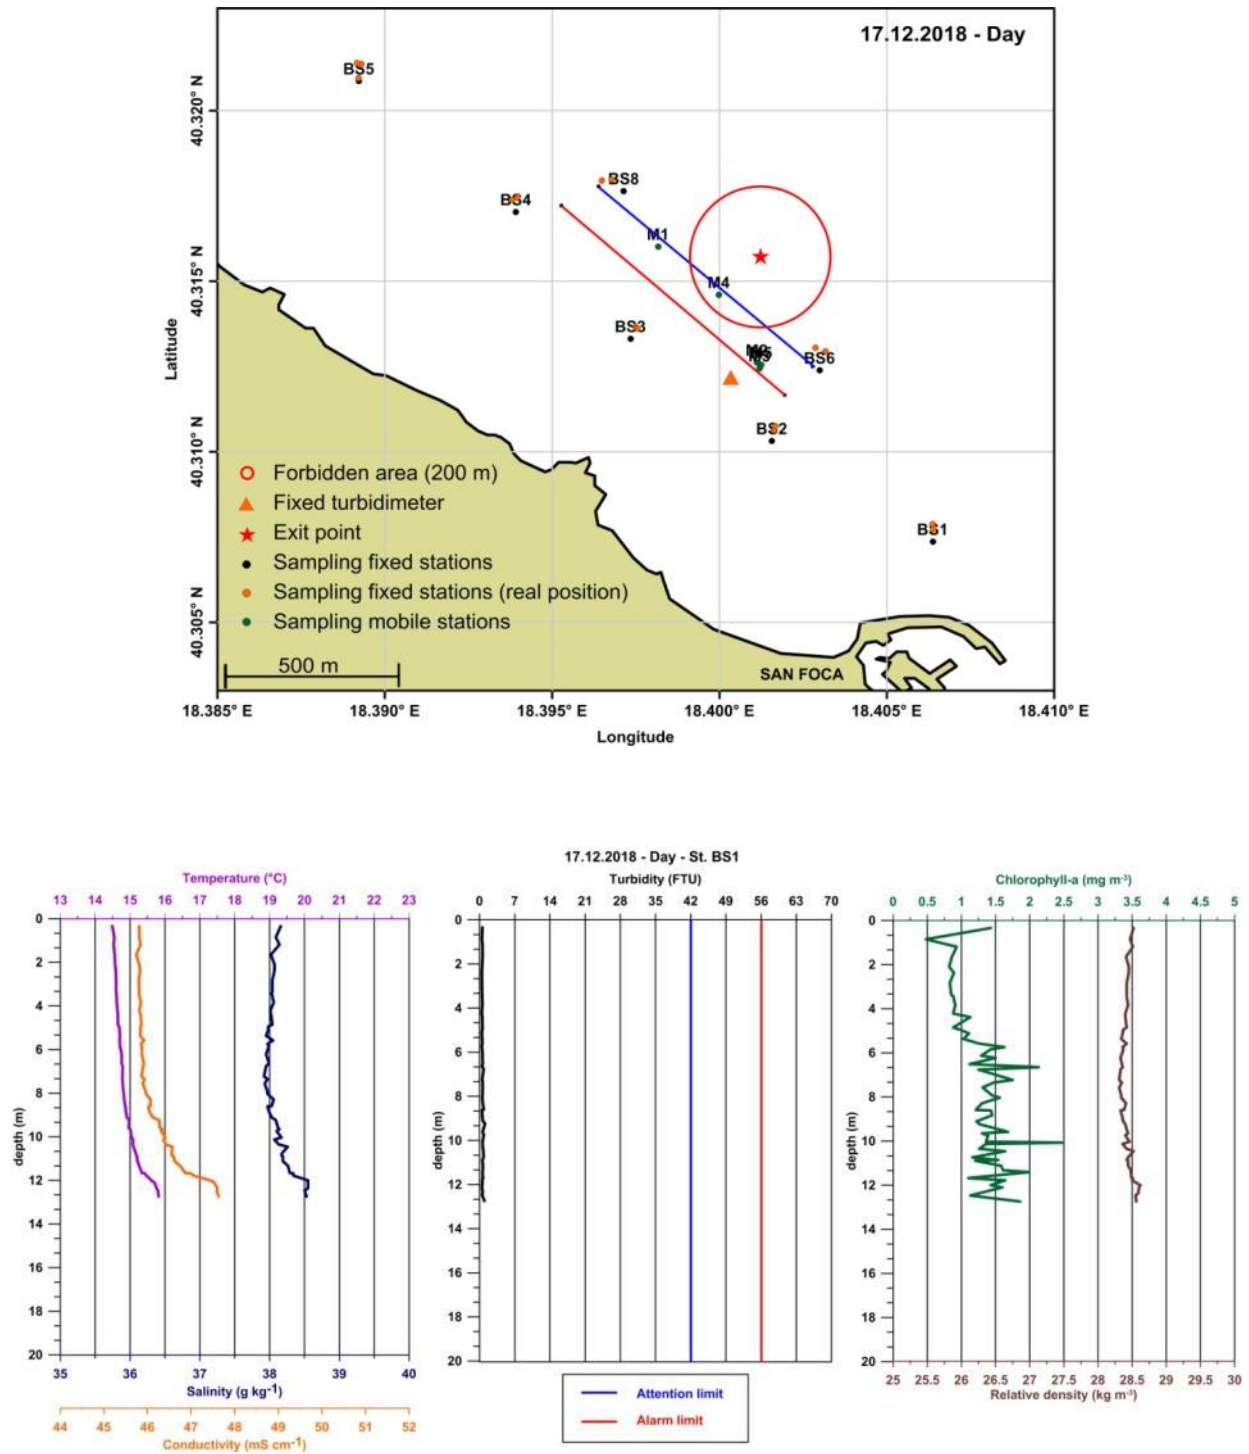 17.12.2018 - Day
BS5
40.320° N
BS8
BS4
M1
40.315° N
M4
BS3
M3
BS6
Latitude
BS2
40.310° N
Forbidden area (200 m)
Fixed turbidimeter
Exit point
BS1
Sampling fixed stations
Sampling fixed stations (real position)
40.305° N
Sampling mobile stations
500 m
SAN FOCA
18.385° E 18.390° E 18.395° E 18.400° E 18.405° E 18.410° E
Longitude
17.12.2018 - Day - St. BS1
Temperature (°C)
13 14 15 16 17 18 19 20 21 22 23
depth (m)
0
2
4
6
8
10
12
14
16
18
20
35 36 37 38 39 40
Salinity (g kg-1)
44 45 46 47 48 49 50 51 52
Conductivity (mS cm-1)
Turbidity (FTU)
0 7 14 21 28 35 42 49 56 63 70
depth (m)
0
2
4
6
8
10
12
14
16
18
20
Attention limit
Alarm limit
Chlorophyll-a (mg m-3)
0 0.5 1 1.5 2 2.5 3 3.5 4 4.5 5
depth (m)
0
2
4
6
8
10
12
14
16
18
20
25 25.5 26 26.5 27 27.5 28 28.5 29 29.5 30
Relative density (kg m-3)